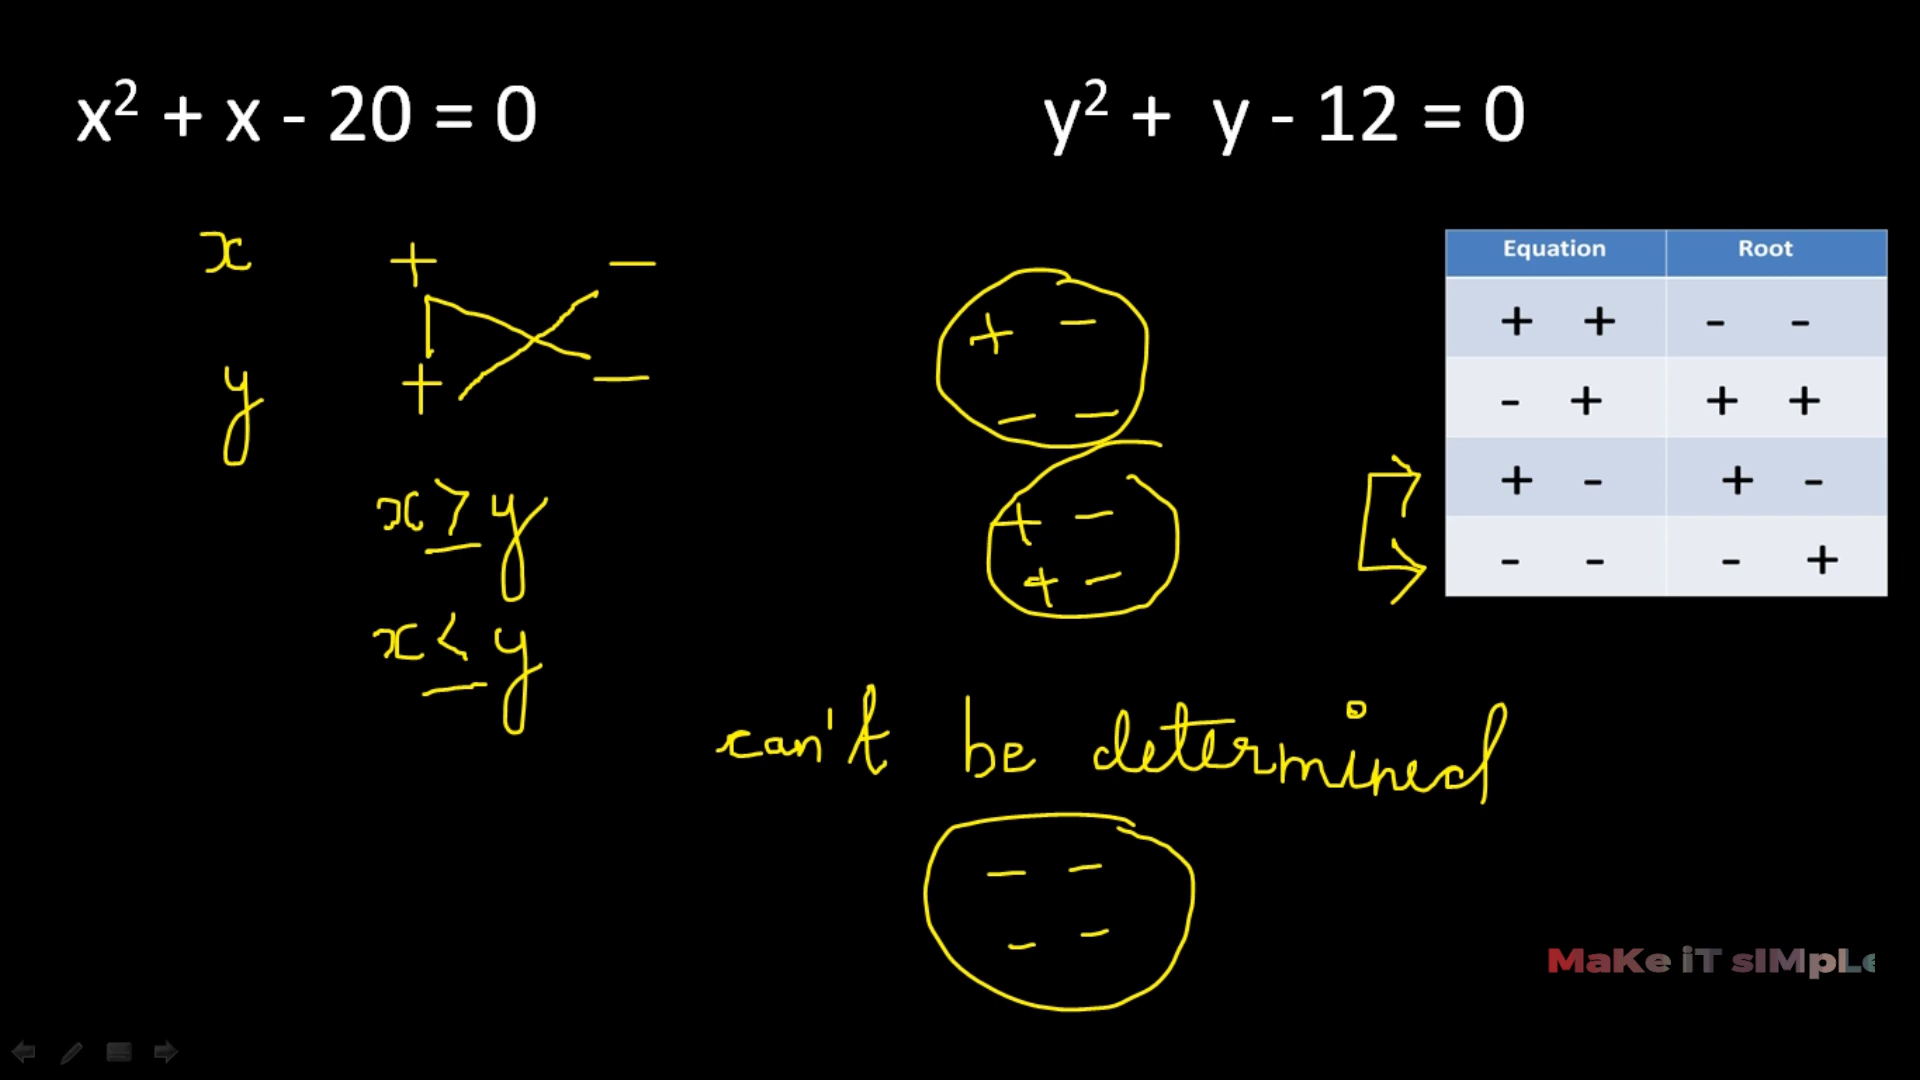 x² + x - 20 = 0
y² + y - 12 = 0
x + -
y + -
x > y
x < y
+ -
- -
+ -
+ -
can't be determined
- -
- -
Equation Root
+ + - -
- + + +
+ - + -
- - - +
MaKe iT sIMpLe